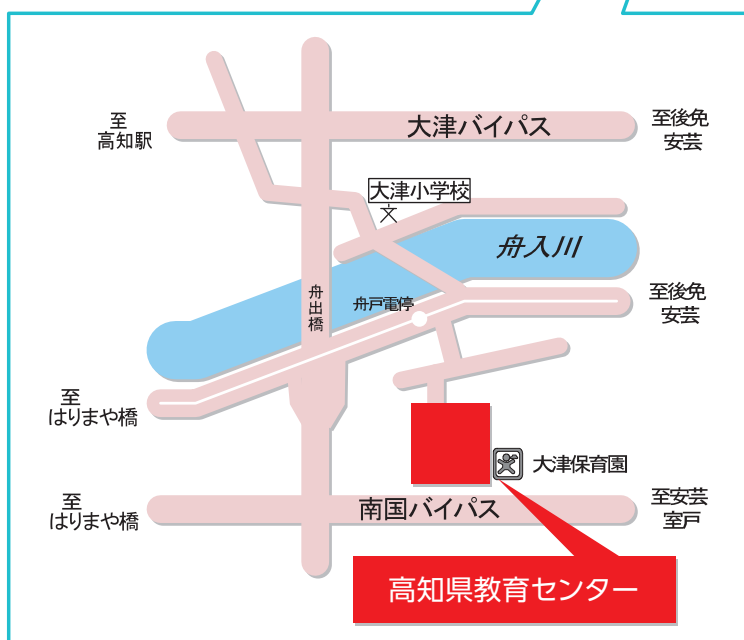 至
高知駅
大津バイパス
至後免
安芸
大津小学校
文
舟入川
舟出橋
舟戸電停
至後免
安芸
至
はりまや橋
大津保育園
至
はりまや橋
南国バイパス
至安芸
室戸
高知県教育センター